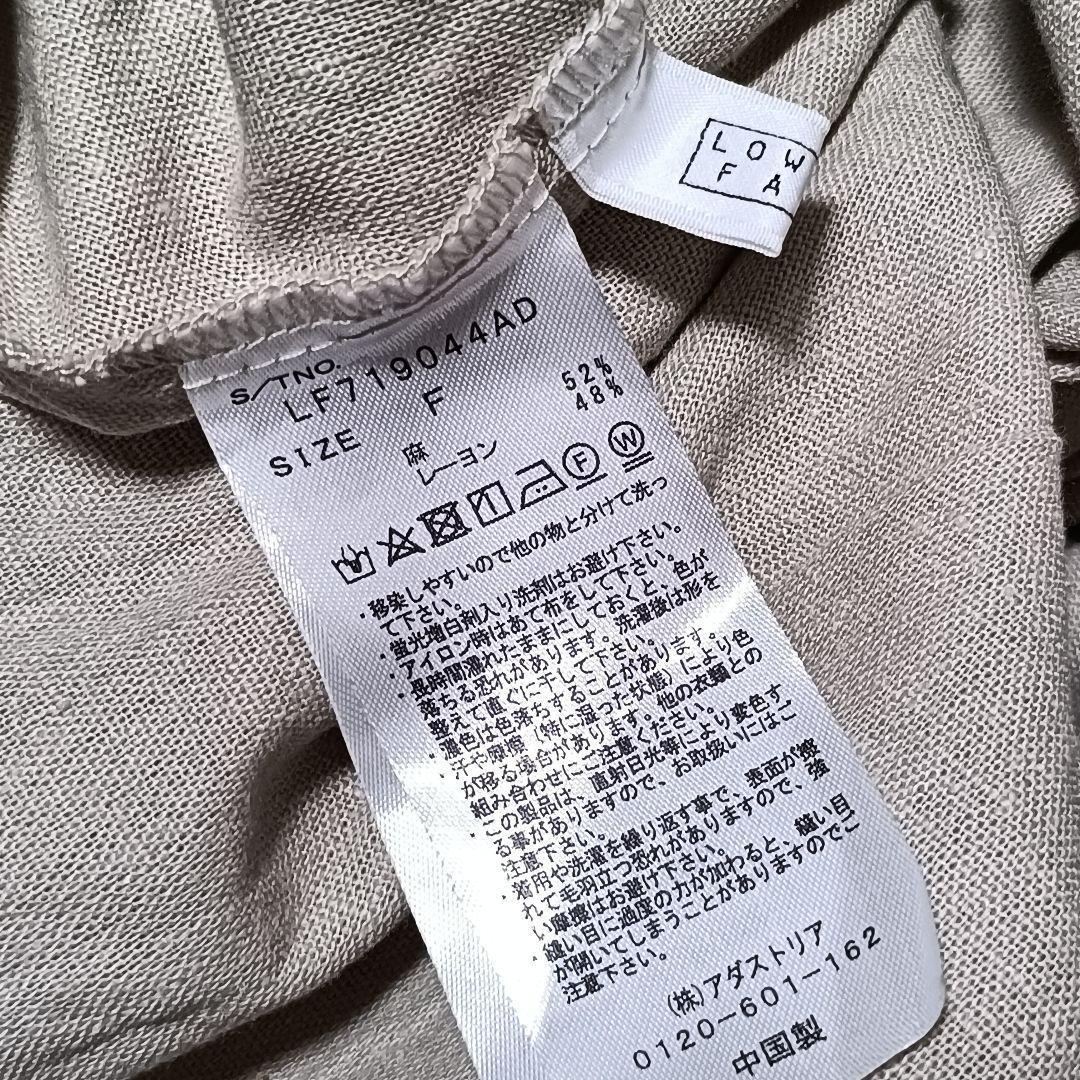 LOW
FA
S/TNO.
LF719044AD
SIZE F
麻 52%
レーヨン 48%
F W
・移染しやすいので他の物と分けて洗っ
て下さい。
・蛍光増白剤入り洗剤はお避け下さい。
・アイロン時はあて布をして下さい。
・長時間濡れたままにしておくと、色が
落ちる恐れがあります。洗濯後は形を
整えて直ぐに干して下さい。
・濃色は色落ちすることがあります。
・汗や摩擦（特に湿った状態）により色
が移る場合があります。他の衣類との
組み合わせにご注意ください。
・この製品は、直射日光等により変色す
る事がありますので、お取扱いにはご
注意下さい。
・着用や洗濯を繰り返す事で、表面が擦
れて毛羽立つ恐れがありますので、強
い摩擦はお避け下さい。
・縫い目に過度の力が加わると、縫い目
が開いてしまうことがありますのでご
注意下さい。
(株)アダストリア
0120-601-162
中国製